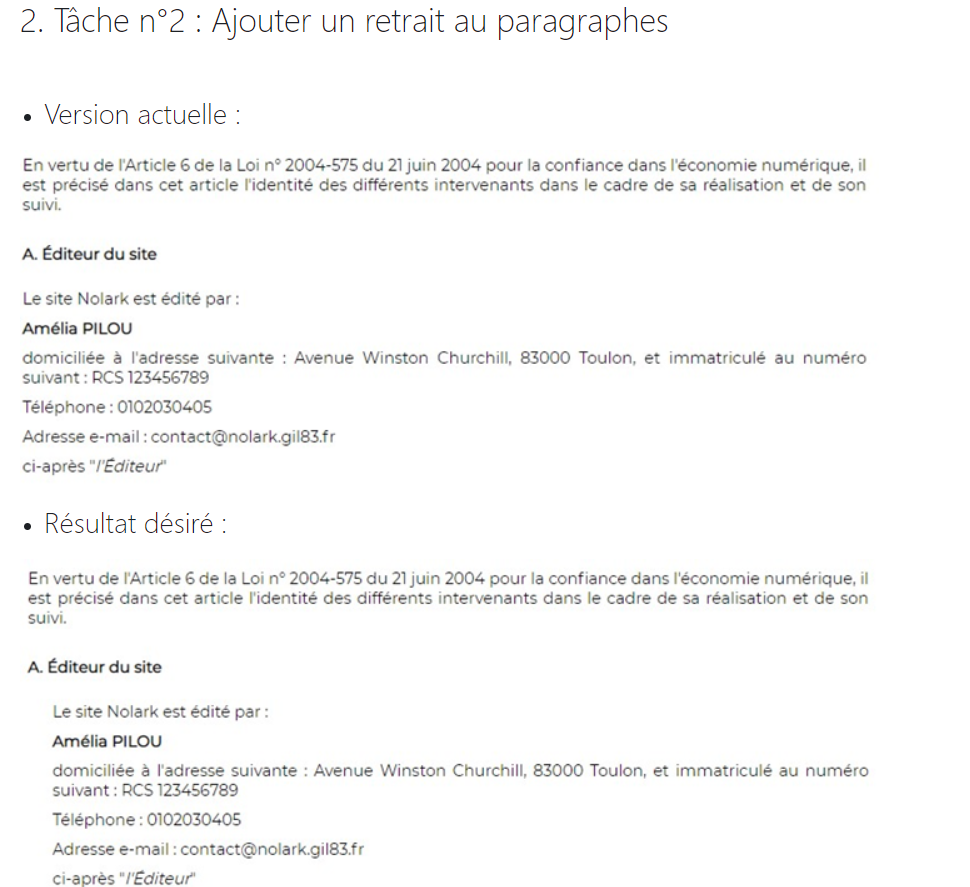 2. Tâche n°2 : Ajouter un retrait au paragraphes
• Version actuelle :
En vertu de l'Article 6 de la Loi n° 2004-575 du 21 juin 2004 pour la confiance dans l'économie numérique, il
est précisé dans cet article l'identité des différents intervenants dans le cadre de sa réalisation et de son
suivi.
A. Éditeur du site
Le site Nolark est édité par :
Amélia PILOU
domiciliée à l'adresse suivante : Avenue Winston Churchill, 83000 Toulon, et immatriculé au numéro
suivant : RCS 123456789
Téléphone : 0102030405
Adresse e-mail : contact@nolark.gil83.fr
ci-après "l'Éditeur"
• Résultat désiré :
En vertu de l'Article 6 de la Loi n° 2004-575 du 21 juin 2004 pour la confiance dans l'économie numérique, il
est précisé dans cet article l'identité des différents intervenants dans le cadre de sa réalisation et de son
suivi.
A. Éditeur du site
Le site Nolark est édité par :
Amélia PILOU
domiciliée à l'adresse suivante : Avenue Winston Churchill, 83000 Toulon, et immatriculé au numéro
suivant : RCS 123456789
Téléphone : 0102030405
Adresse e-mail : contact@nolark.gil83.fr
ci-après "l'Éditeur"